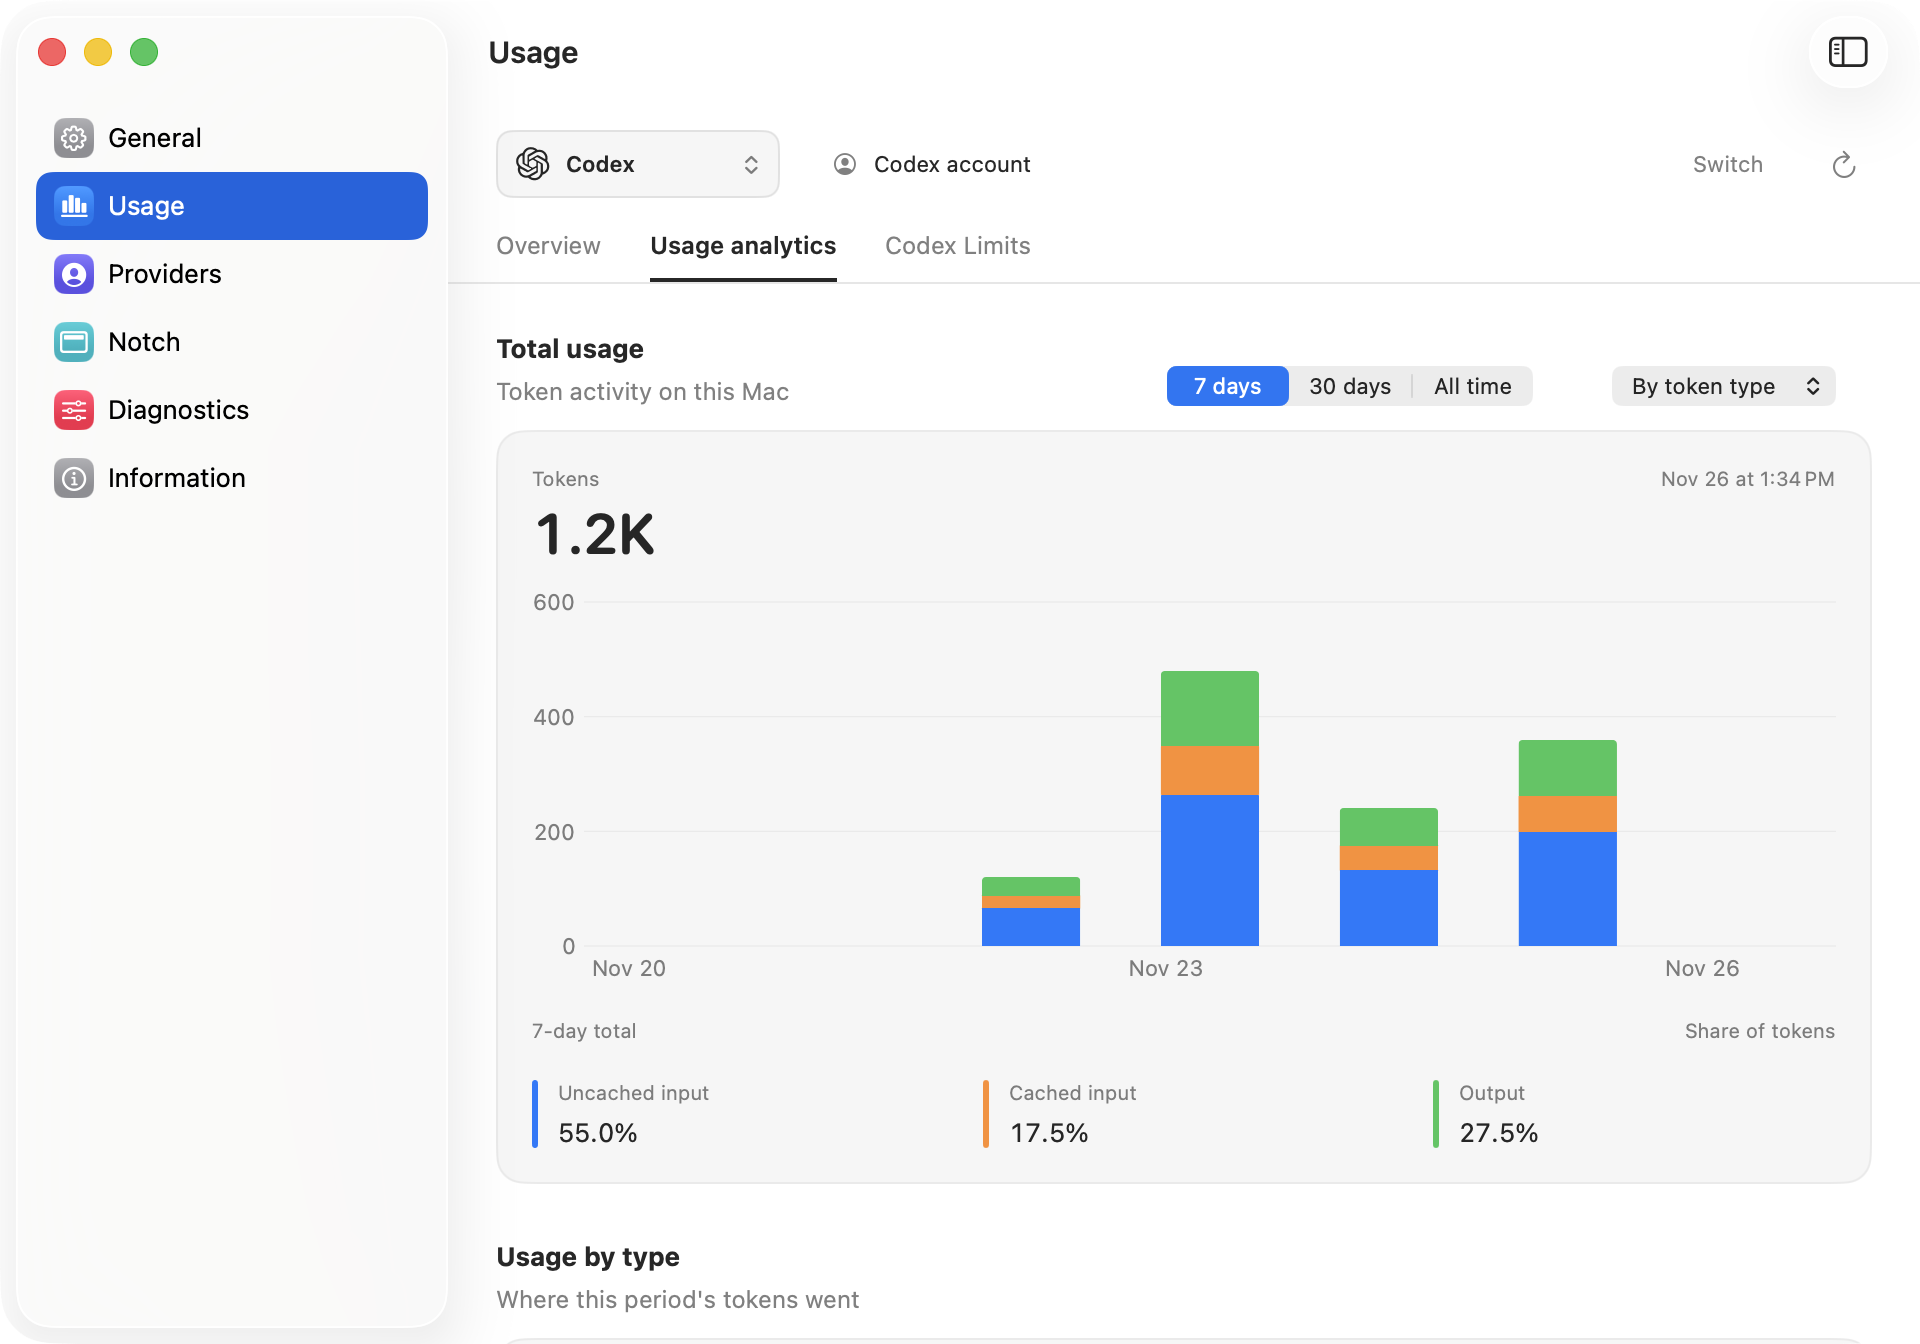 Usage
General
Usage
Providers
Notch
Diagnostics
Information
Codex
Codex account
Switch
Overview
Usage analytics
Codex Limits
Total usage
Token activity on this Mac
7 days
30 days
All time
By token type
Tokens
Nov 26 at 1:34 PM
1.2K
600
400
200
0
Nov 20
Nov 23
Nov 26
7-day total
Share of tokens
Uncached input
55.0%
Cached input
17.5%
Output
27.5%
Usage by type
Where this period's tokens went